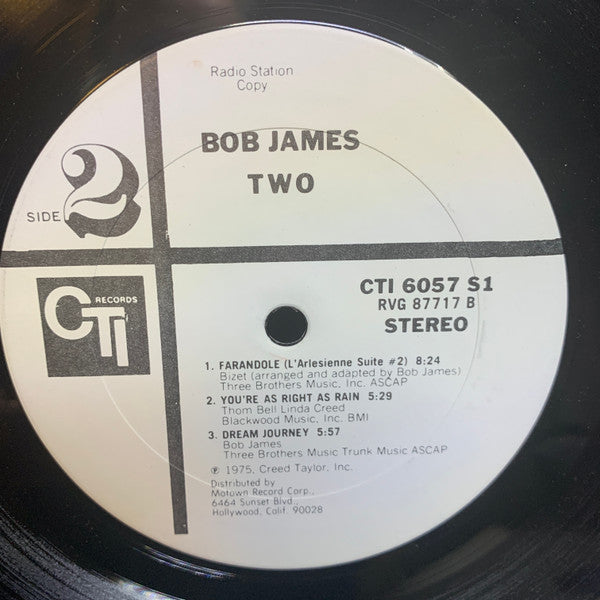 Radio Station
Copy
BOB JAMES
TWO
SIDE 2
CTI RECORDS
CTI 6057 S1
RVG 87717 B
STEREO
1. FARANDOLE (L'Arlesienne Suite #2) 8:24
Bizet (arranged and adapted by Bob James)
Three Brothers Music, Inc. ASCAP
2. YOU'RE AS RIGHT AS RAIN 5:29
Thom Bell Linda Creed
Blackwood Music Inc. BMI
3. DREAM JOURNEY 5:57
Bob James
Three Brothers Music Trunk Music ASCAP
℗ 1975, Creed Taylor, Inc.
Distributed by
Motown Record Corp.,
6464 Sunset Blvd.,
Hollywood, Calif. 90028